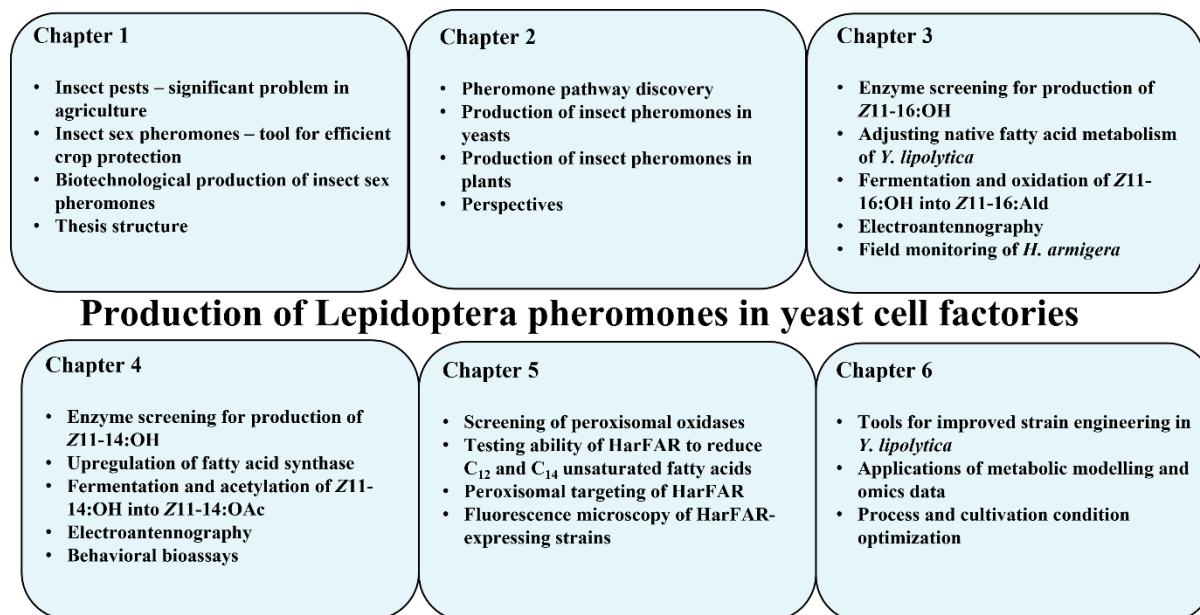 Chapter 1
• Insect pests – significant problem in
agriculture
• Insect sex pheromones – tool for efficient
crop protection
• Biotechnological production of insect sex
pheromones
• Thesis structure
Chapter 2
• Pheromone pathway discovery
• Production of insect pheromones in
yeasts
• Production of insect pheromones in
plants
• Perspectives
Chapter 3
• Enzyme screening for production of
Z11-16:OH
• Adjusting native fatty acid metabolism
of Y. lipolytica
• Fermentation and oxidation of Z11-
16:OH into Z11-16:Ald
• Electroantennography
• Field monitoring of H. armigera
Production of Lepidoptera pheromones in yeast cell factories
Chapter 4
• Enzyme screening for production of
Z11-14:OH
• Upregulation of fatty acid synthase
• Fermentation and acetylation of Z11-
14:OH into Z11-14:OAc
• Electroantennography
• Behavioral bioassays
Chapter 5
• Screening of peroxisomal oxidases
• Testing ability of HarFAR to reduce
C₁₂ and C₁₄ unsaturated fatty acids
• Peroxisomal targeting of HarFAR
• Fluorescence microscopy of HarFAR-
expressing strains
Chapter 6
• Tools for improved strain engineering in
Y. lipolytica
• Applications of metabolic modelling and
omics data
• Process and cultivation condition
optimization